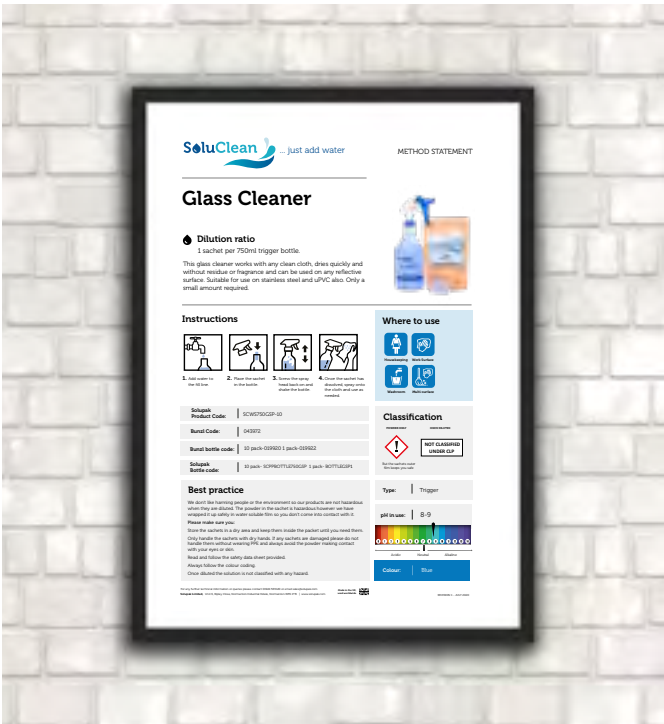 SoluClean
... just add water
METHOD STATEMENT
Glass Cleaner
Dilution ratio
1 sachet per 750ml trigger bottle.
This glass cleaner works with any clean cloth, dries quickly and
without residue or fragrance and can be used on any reflective
surface. Suitable for use on stainless steel and uPVC also. Only a
small amount required.
Instructions
1. Add water to
the fill line
2. Place the sachet
in the bottle
3. Screw the spray
head back on and
shake the bottle.
4. Once the sachet has
dissolved, spray onto
the cloth and use as
needed.
Where to use
Housekeeping
Work Surface
Washroom
Multi-surface
Solupak
Product Code:
SCWS750GSP-10
Bunzl Code:
043972
Bunzl bottle code:
10 pack-019920 1 pack-019922
Solupak
Bottle code:
Classification
NOT CLASSIFIED
UNDER CLP
Best practice
We don't like harming people or the environment so our products are not hazardous
when they are diluted. The powder in the sachet is hazardous however we have
wrapped it up safely in water soluble film so you don't come into contact with it.
Please make sure you:
Store the sachets in a dry area and keep them inside the packet until you need them.
Only handle the sachets with dry hands. If any sachets are damaged please do not
handle them without wearing PPE and always avoid the powder making contact
with your eyes or skin.
Read and follow the safety data sheet provided.
Always follow the colour coding.
Once diluted the solution is not classified with any hazard.
Type:
Trigger
pH in use:
8-9
Acidic
Neutral
Alkaline
Colour:
Blue